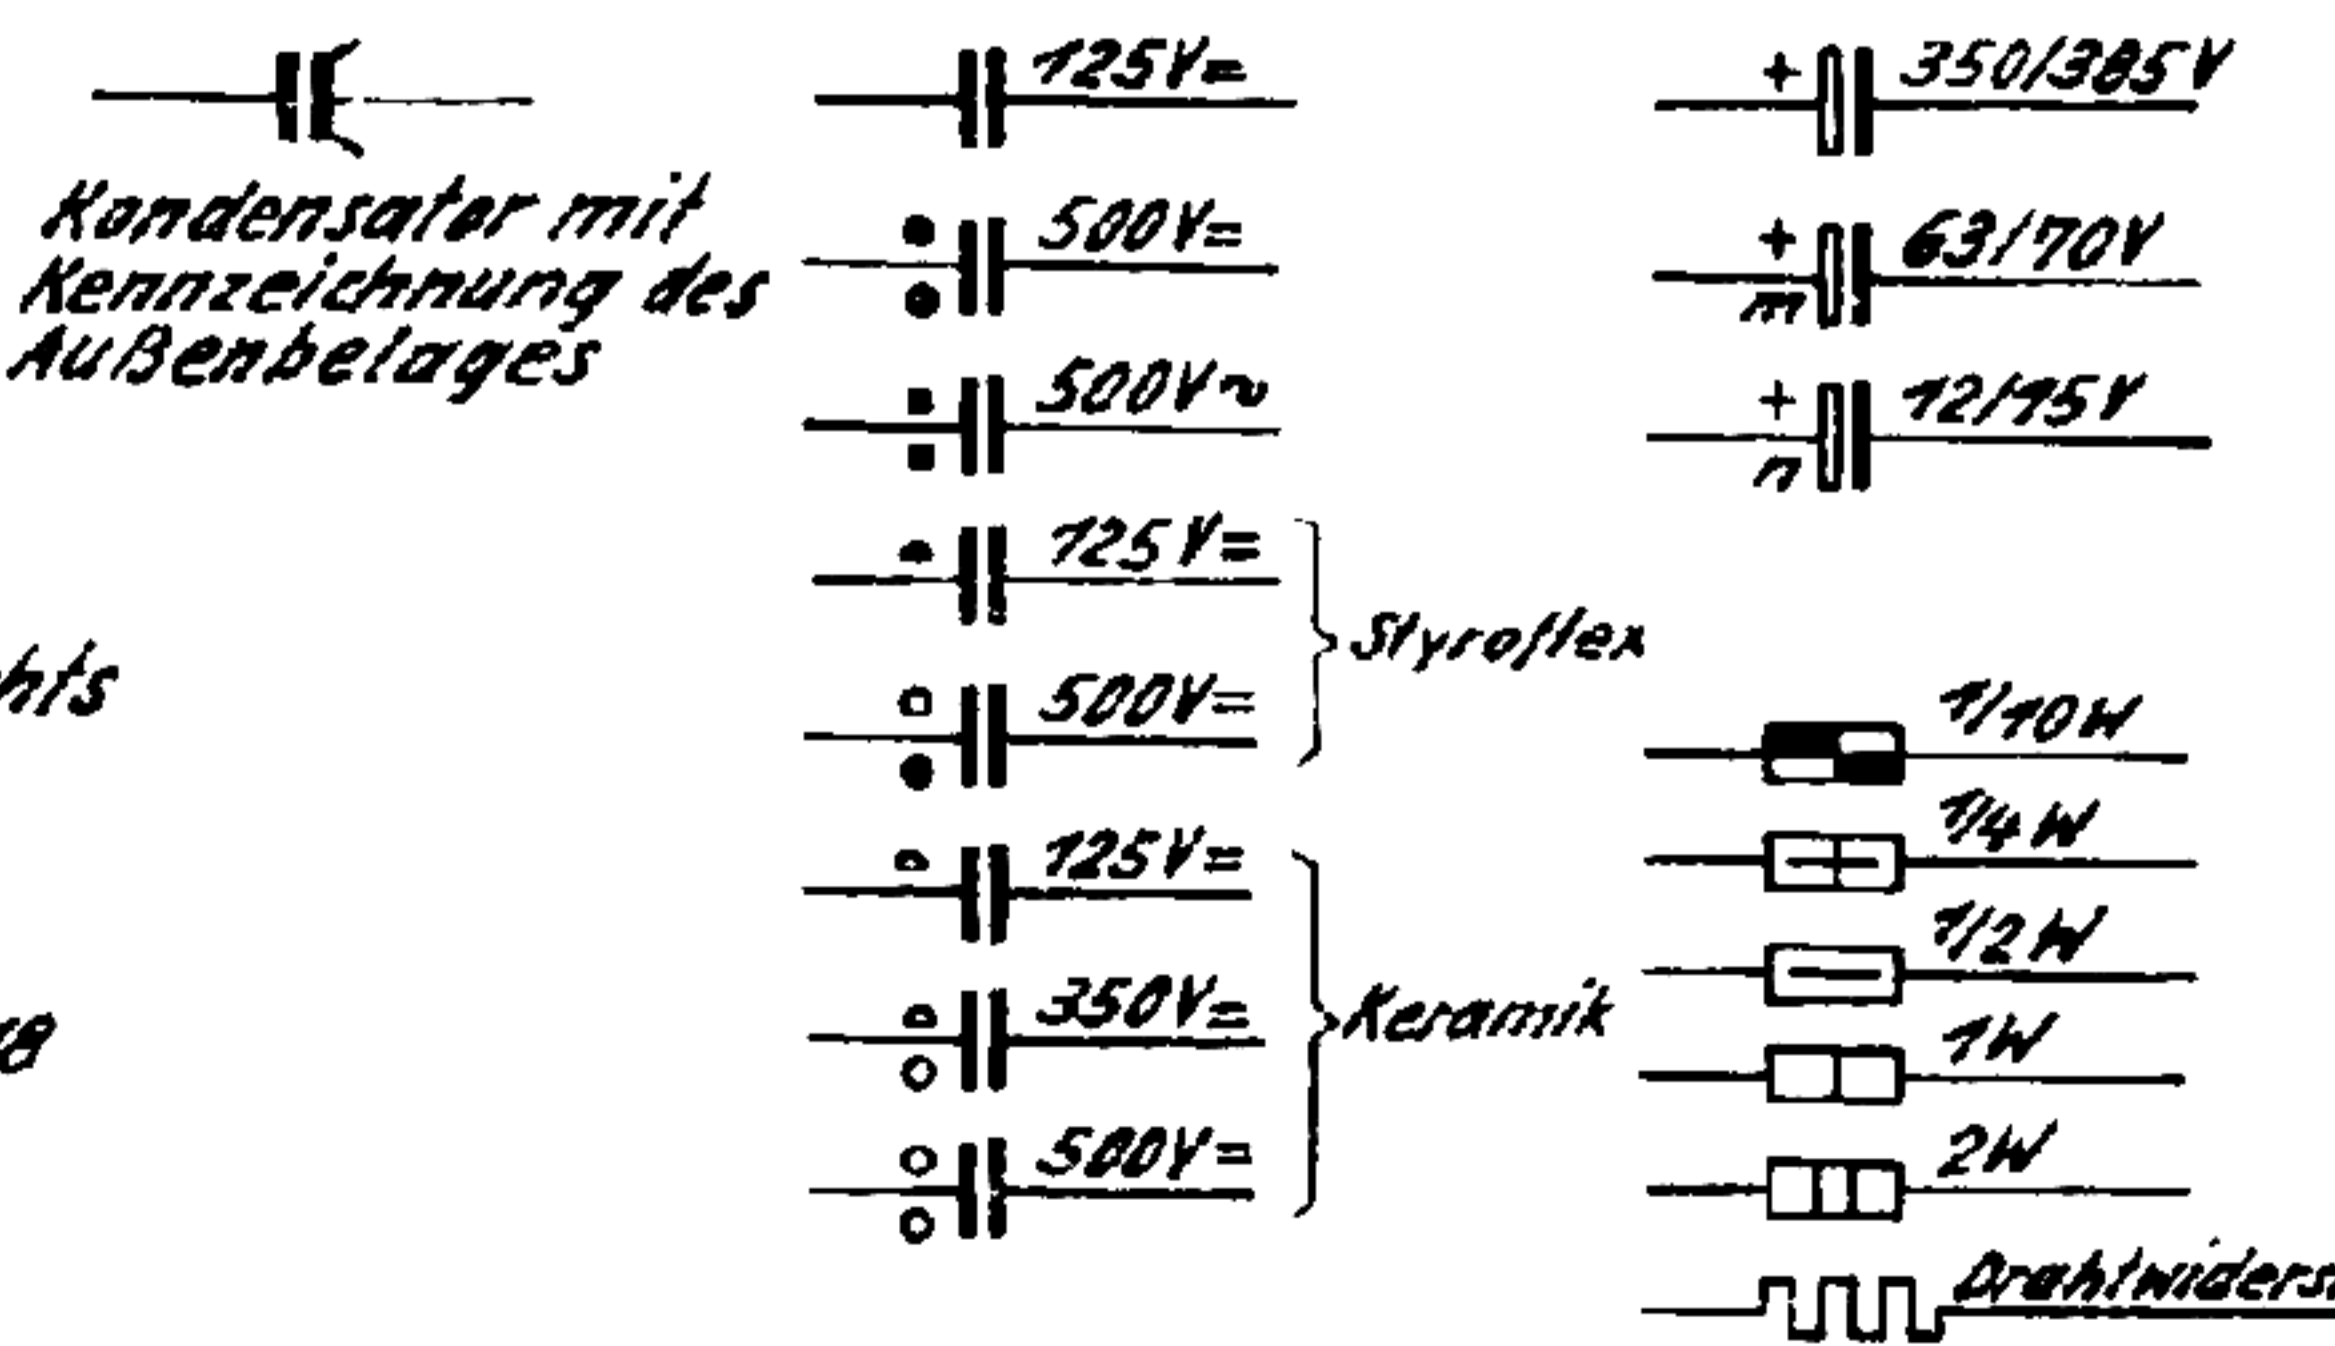 Kondensator mit
Kennzeichnung des
Außenbelages
125V=
500V=
500V~
125V=
500V=
Styroflex
125V=
350V=
500V=
Keramik
+ 350/385V
+ 63/70V
m
+ 12/15V
n
1/10W
1/4W
1/2W
1W
2W